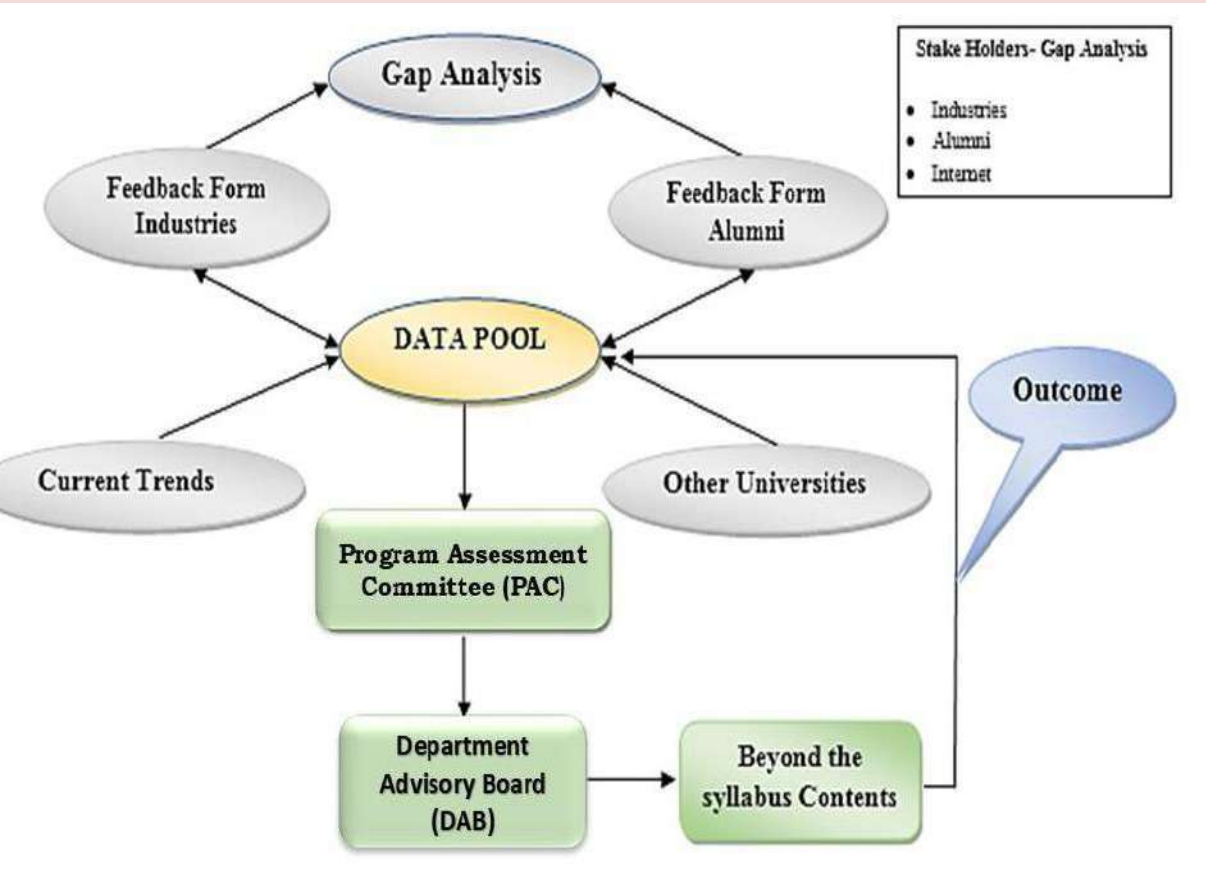 Gap Analysis
Stake Holders- Gap Analysis
• Industries
• Alumni
• Internet
Feedback Form
Industries
Feedback Form
Alumni
DATA POOL
Outcome
Current Trends
Other Universities
Program Assessment
Committee (PAC)
Department
Advisory Board
(DAB)
Beyond the
syllabus Contents